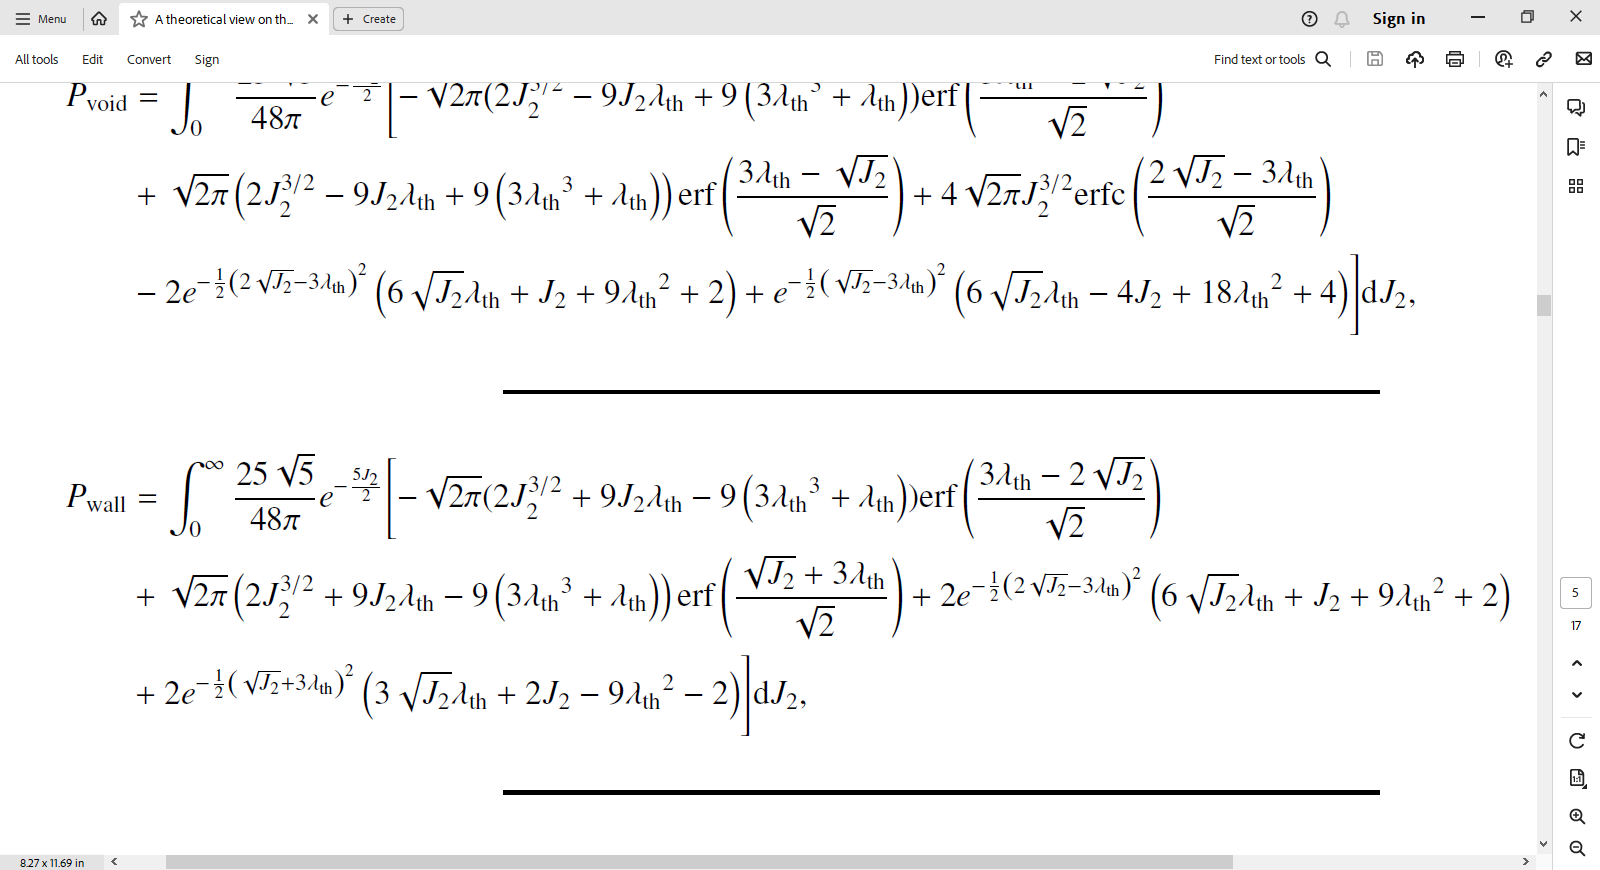 Menu
A theoretical view on th...
Create
Sign in
All tools Edit Convert Sign
Find text or tools
P_void = ∫_0 48π e^{- 2} [− √2π(2J_2^{3/2} − 9J_2λ_th + 9(3λ_th^3 + λ_th))erf( √2 )
+ √2π(2J_2^{3/2} − 9J_2λ_th + 9(3λ_th^3 + λ_th)) erf((3λ_th − √J_2)/√2) + 4√2πJ_2^{3/2}erfc((2√J_2 − 3λ_th)/√2)
− 2e^{−1/2(2√J_2−3λ_th)^2} (6√J_2λ_th + J_2 + 9λ_th^2 + 2) + e^{−1/2(√J_2−3λ_th)^2} (6√J_2λ_th − 4J_2 + 18λ_th^2 + 4)]dJ_2,
P_wall = ∫_0^∞ (25√5/48π) e^{−5J_2/2} [− √2π(2J_2^{3/2} + 9J_2λ_th − 9(3λ_th^3 + λ_th))erf((3λ_th − 2√J_2)/√2)
+ √2π(2J_2^{3/2} + 9J_2λ_th − 9(3λ_th^3 + λ_th)) erf((√J_2 + 3λ_th)/√2) + 2e^{−1/2(2√J_2−3λ_th)^2} (6√J_2λ_th + J_2 + 9λ_th^2 + 2)
+ 2e^{−1/2(√J_2+3λ_th)^2} (3√J_2λ_th + 2J_2 − 9λ_th^2 − 2)]dJ_2,
5
17
8.27 x 11.69 in